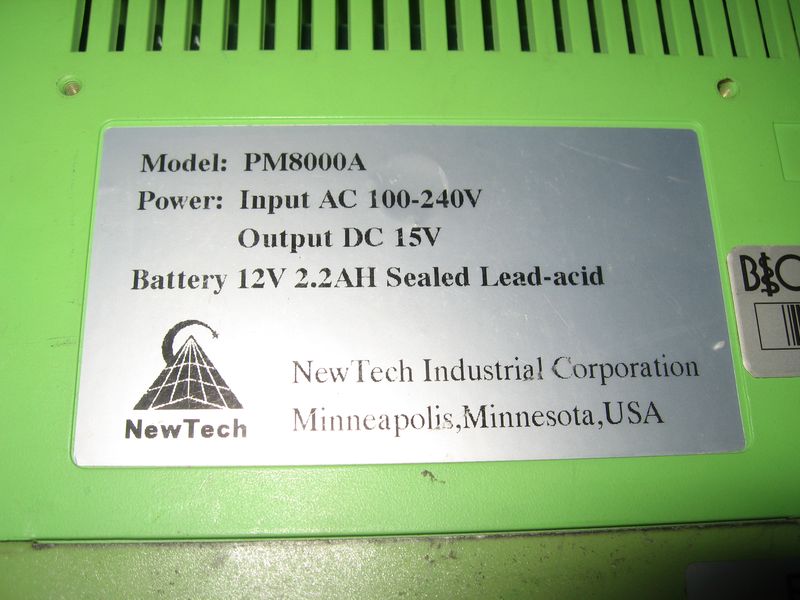 Model: PM8000A
Power: Input AC 100-240V
Output DC 15V
Battery 12V 2.2AH Sealed Lead-acid
NewTech Industrial Corporation
Minneapolis,Minnesota,USA
NewTech